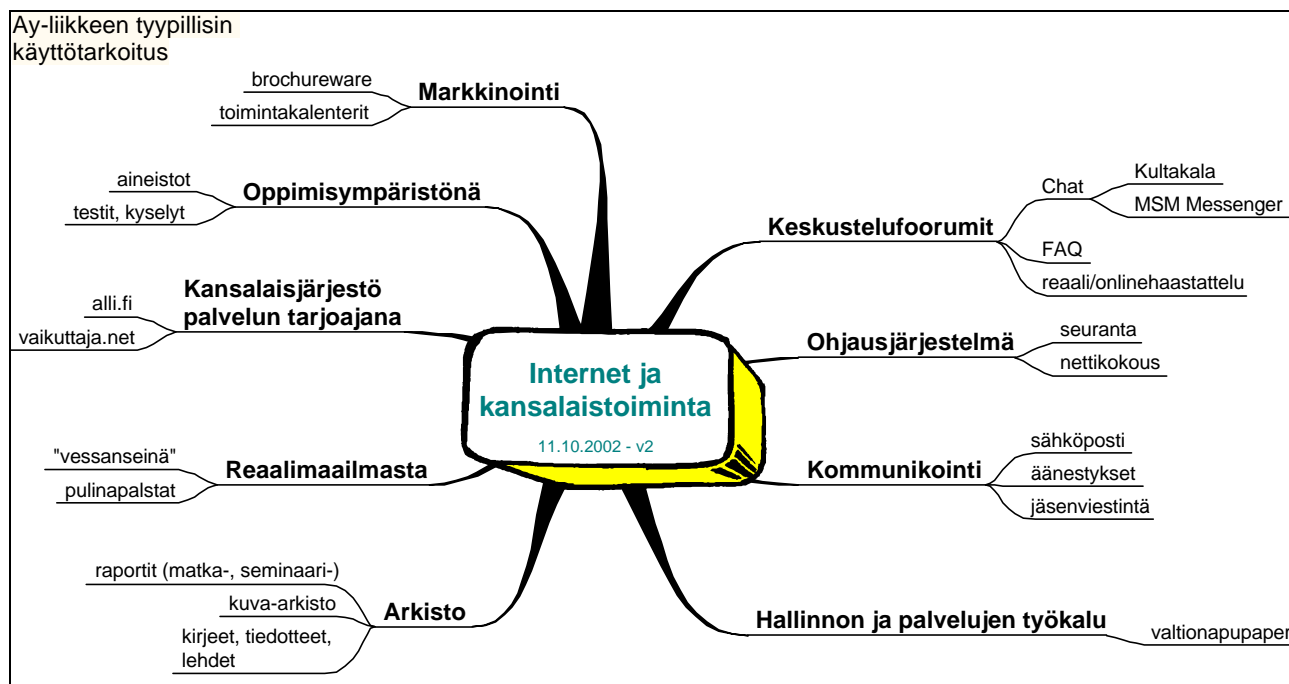 Ay-liikkeen tyypillisin
käyttötarkoitus
brochureware
toimintakalenterit
Markkinointi
aineistot
testit, kyselyt
Oppimisympäristönä
alli.fi
vaikuttaja.net
Kansalaisjärjestö
palvelun tarjoajana
"vessanseinä"
pulinapalstat
Reaalimaailmasta
raportit (matka-, seminaari-)
kuva-arkisto
kirjeet, tiedotteet,
lehdet
Arkisto
Internet ja
kansalaistoiminta
11.10.2002 - v2
Keskustelufoorumit
Chat
Kultakala
MSM Messenger
FAQ
reaali/onlinehaastattelu
Ohjausjärjestelmä
seuranta
nettikokous
Kommunikointi
sähköposti
äänestykset
jäsenviestintä
Hallinnon ja palvelujen työkalu
valtionapupaper